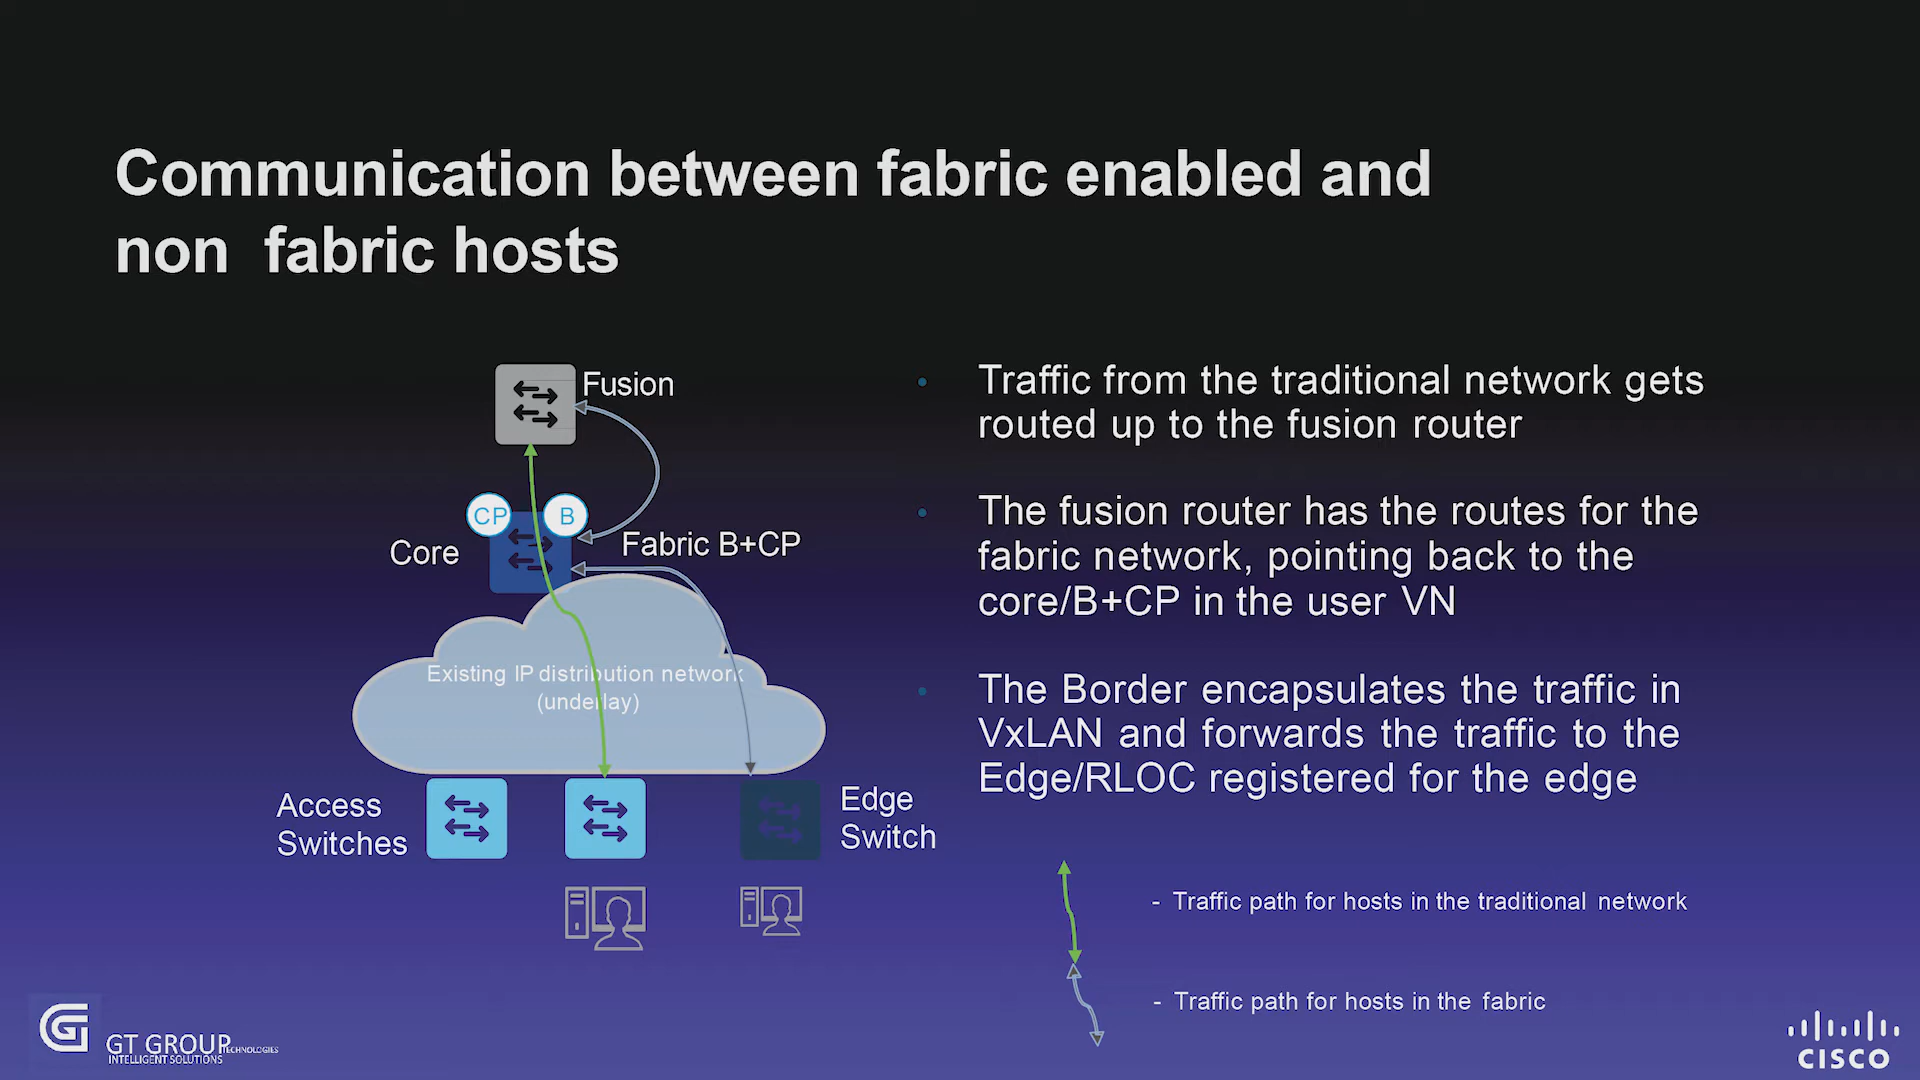 Communication between fabric enabled and
non fabric hosts
Fusion
CP
B
Core
Fabric B+CP
Existing IP distribution network
(underlay)
Access
Switches
Edge
Switch
• Traffic from the traditional network gets
routed up to the fusion router
• The fusion router has the routes for the
fabric network, pointing back to the
core/B+CP in the user VN
• The Border encapsulates the traffic in
VxLAN and forwards the traffic to the
Edge/RLOC registered for the edge
- Traffic path for hosts in the traditional network
- Traffic path for hosts in the fabric
GT GROUP TECHNOLOGIES
INTELLIGENT SOLUTIONS
CISCO